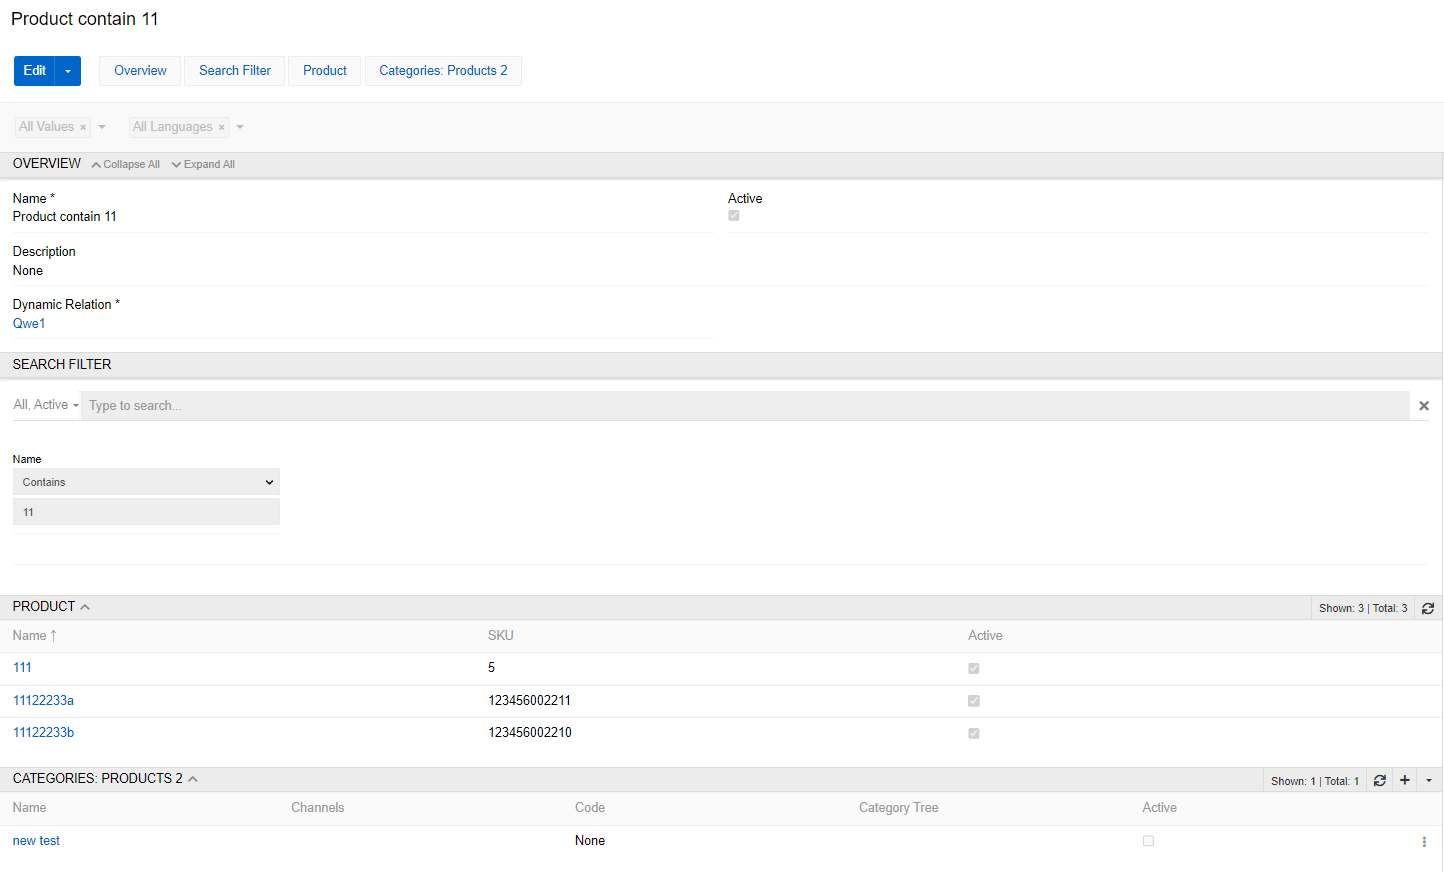 Product contain 11
Edit Overview Search Filter Product Categories: Products 2
All Values × All Languages ×
OVERVIEW Collapse All Expand All
Name * Active
Product contain 11
Description
None
Dynamic Relation *
Qwe1
SEARCH FILTER
All, Active Type to search...
Name
Contains
11
PRODUCT Shown: 3 | Total: 3
Name ↑ SKU Active
111 5
11122233a 123456002211
11122233b 123456002210
CATEGORIES: PRODUCTS 2 Shown: 1 | Total: 1
Name Channels Code Category Tree Active
new test None